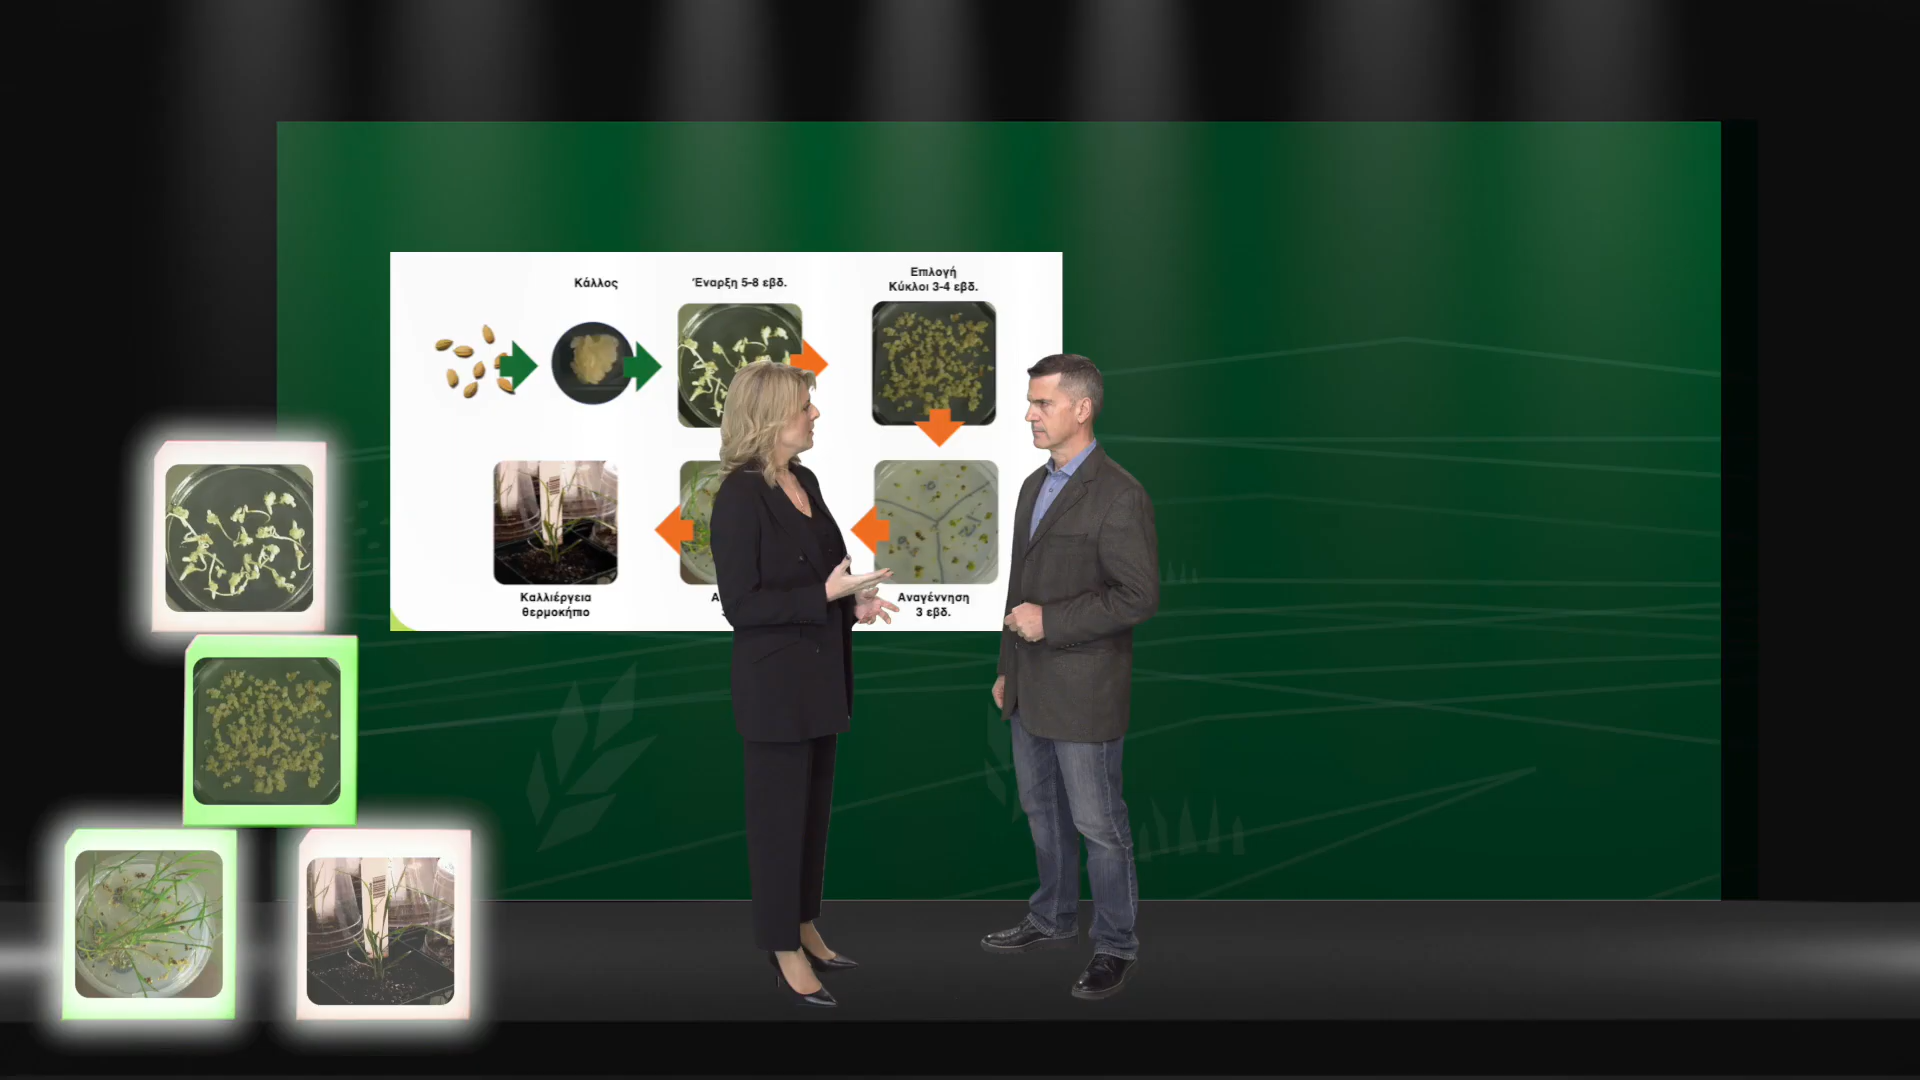 Κάλλος
Έναρξη 5-8 εβδ.
Επιλογή
Κύκλοι 3-4 εβδ.
Καλλιέργεια
θερμοκήπιο
Αναγέννηση
3 εβδ.